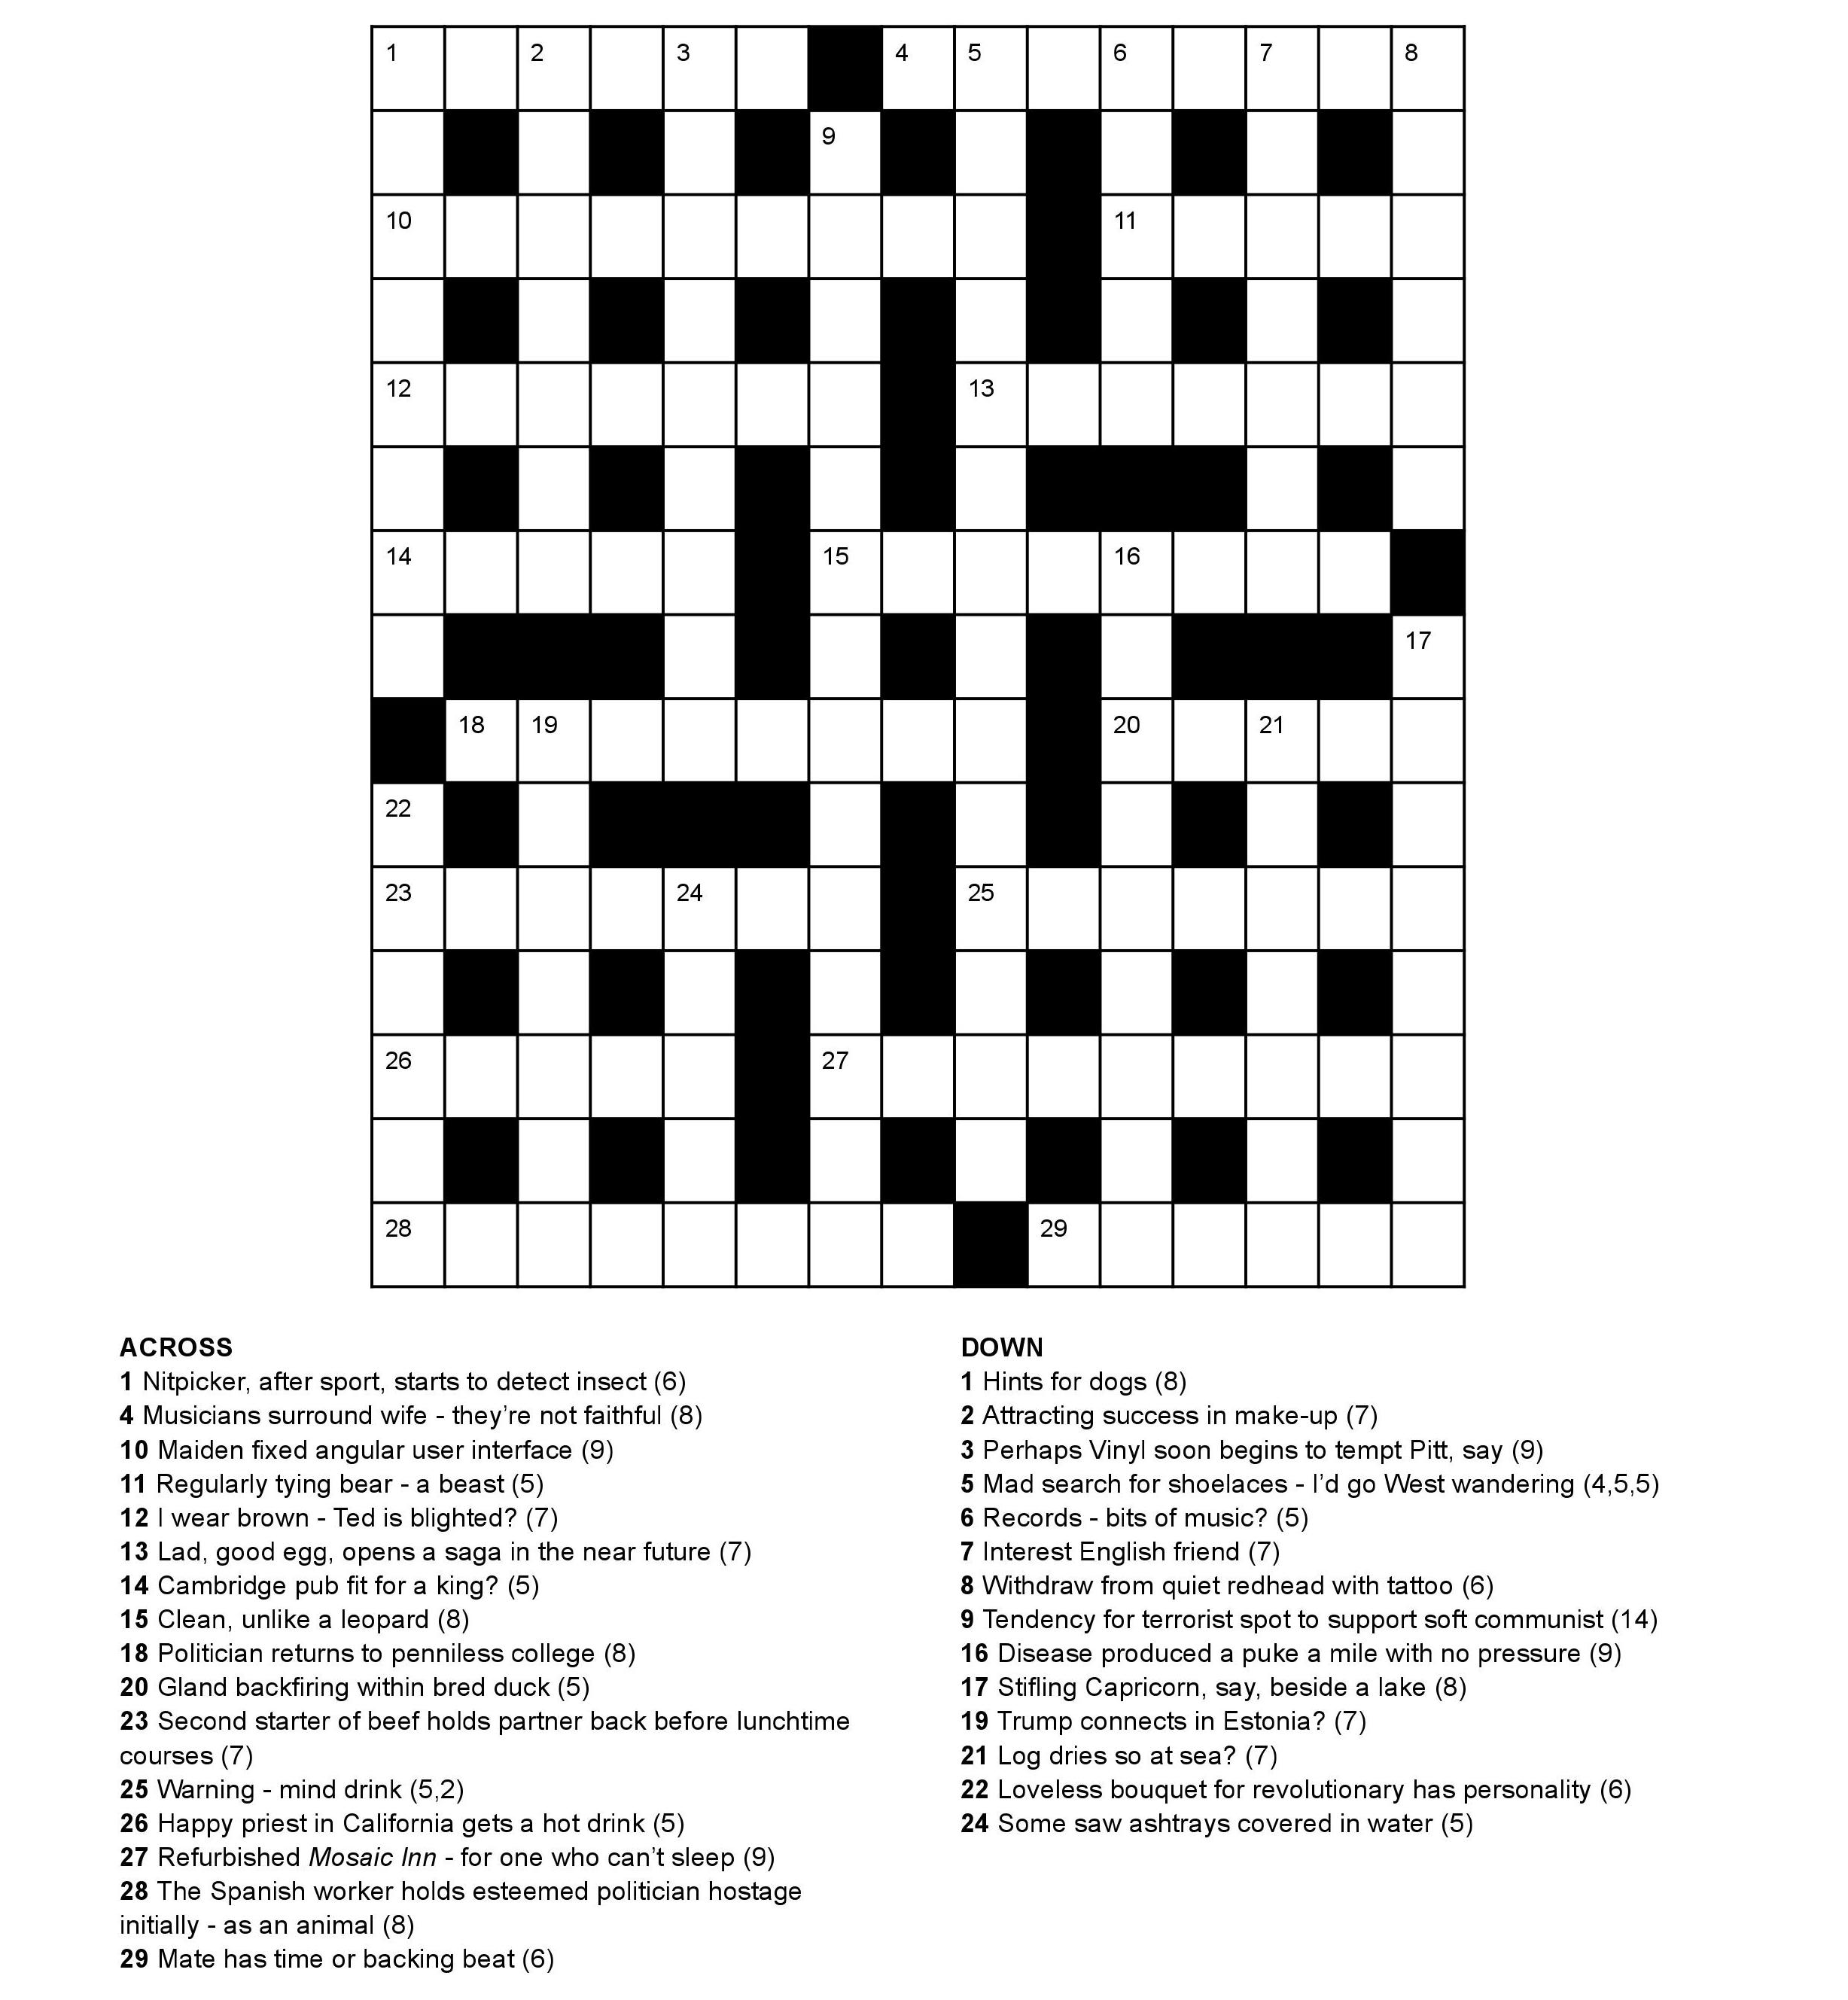 1 2 3 4 5 6 7 8
9
10 11
12 13
14 15 16
17
18 19 20 21
22
23 24 25
26 27
28 29
ACROSS
1 Nitpicker, after sport, starts to detect insect (6)
4 Musicians surround wife - they're not faithful (8)
10 Maiden fixed angular user interface (9)
11 Regularly tying bear - a beast (5)
12 I wear brown - Ted is blighted? (7)
13 Lad, good egg, opens a saga in the near future (7)
14 Cambridge pub fit for a king? (5)
15 Clean, unlike a leopard (8)
18 Politician returns to penniless college (8)
20 Gland backfiring within bred duck (5)
23 Second starter of beef holds partner back before lunchtime
courses (7)
25 Warning - mind drink (5,2)
26 Happy priest in California gets a hot drink (5)
27 Refurbished Mosaic Inn - for one who can't sleep (9)
28 The Spanish worker holds esteemed politician hostage
initially - as an animal (8)
29 Mate has time or backing beat (6)
DOWN
1 Hints for dogs (8)
2 Attracting success in make-up (7)
3 Perhaps Vinyl soon begins to tempt Pitt, say (9)
5 Mad search for shoelaces - I'd go West wandering (4,5,5)
6 Records - bits of music? (5)
7 Interest English friend (7)
8 Withdraw from quiet redhead with tattoo (6)
9 Tendency for terrorist spot to support soft communist (14)
16 Disease produced a puke a mile with no pressure (9)
17 Stifling Capricorn, say, beside a lake (8)
19 Trump connects in Estonia? (7)
21 Log dries so at sea? (7)
22 Loveless bouquet for revolutionary has personality (6)
24 Some saw ashtrays covered in water (5)